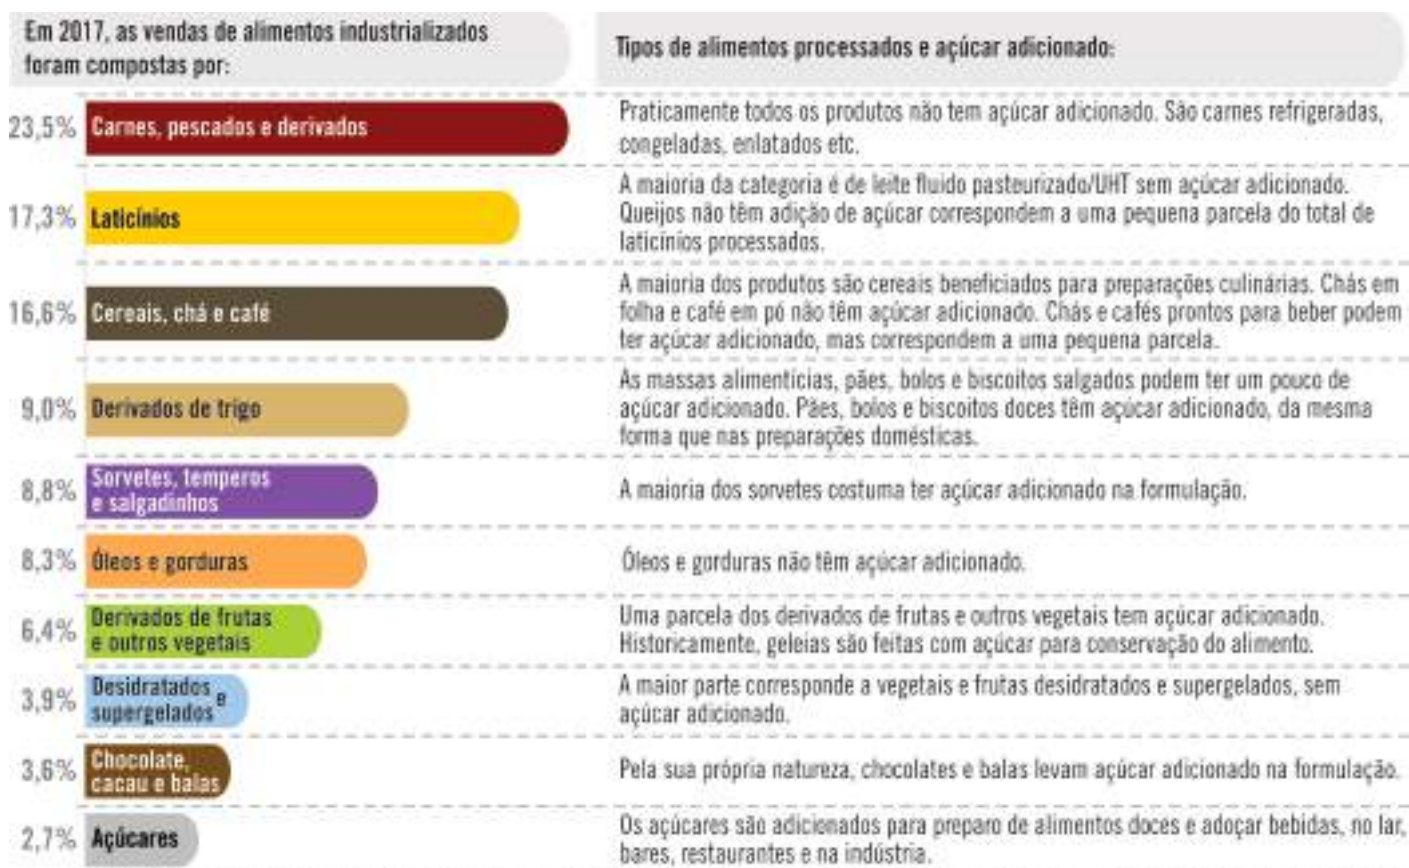 Em 2017, as vendas de alimentos industrializados
foram compostas por:
Tipos de alimentos processados e açúcar adicionado:
23,5% Carnes, pescados e derivados
Praticamente todos os produtos não tem açúcar adicionado. São carnes refrigeradas,
congeladas, enlatados etc.
17,3% Laticínios
A maioria da categoria é de leite fluido pasteurizado/UHT sem açúcar adicionado.
Queijos não têm adição de açúcar correspondem a uma pequena parcela do total de
laticínios processados.
16,6% Cereais, chá e café
A maioria dos produtos são cereais beneficiados para preparações culinárias. Chás em
folha e café em pó não têm açúcar adicionado. Chás e cafés prontos para beber podem
ter açúcar adicionado, mas correspondem a uma pequena parcela.
9,0% Derivados de trigo
As massas alimentícias, pães, bolos e biscoitos salgados podem ter um pouco de
açúcar adicionado. Pães, bolos e biscoitos doces têm açúcar adicionado, da mesma
forma que nas preparações domésticas.
8,8% Sorvetes, temperos
e salgadinhos
A maioria dos sorvetes costuma ter açúcar adicionado na formulação.
8,3% Óleos e gorduras
Óleos e gorduras não têm açúcar adicionado.
6,4% Derivados de frutas
e outros vegetais
Uma parcela dos derivados de frutas e outros vegetais tem açúcar adicionado.
Historicamente, geleias são feitas com açúcar para conservação do alimento.
3,9% Desidratados e
supergelados
A maior parte corresponde a vegetais e frutas desidratados e supergelados, sem
açúcar adicionado.
3,6% Chocolate,
cacau e balas
Pela sua própria natureza, chocolates e balas levam açúcar adicionado na formulação.
2,7% Açúcares
Os açúcares são adicionados para preparo de alimentos doces e adoçar bebidas, no lar,
bares, restaurantes e na indústria.